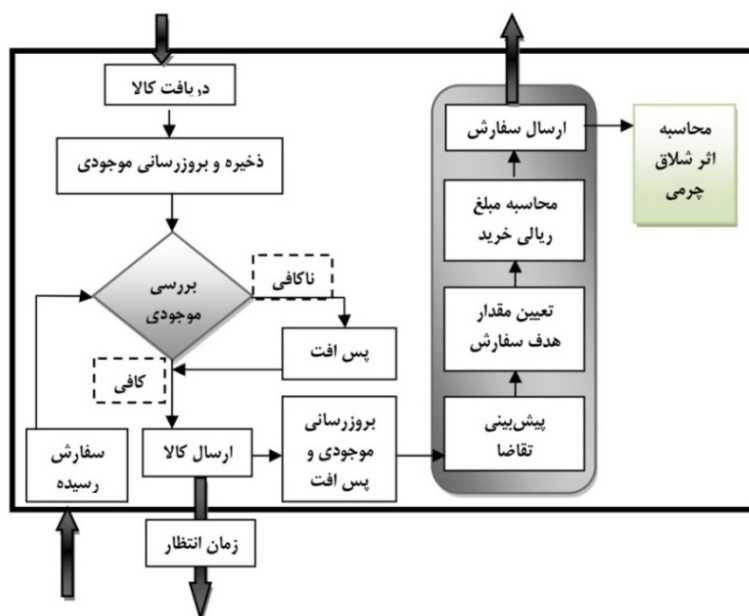 دریافت کالا
ذخیره و بروزرسانی موجودی
بررسی
موجودی
ناکافی
پس افت
کافی
سفارش
رسیده
ارسال کالا
زمان انتظار
بروزرسانی
موجودی و
پس افت
پیش‌بینی
تقاضا
تعیین مقدار
هدف سفارش
محاسبه مبلغ
ریالی خرید
ارسال سفارش
محاسبه
اثر شلاق
چرمی